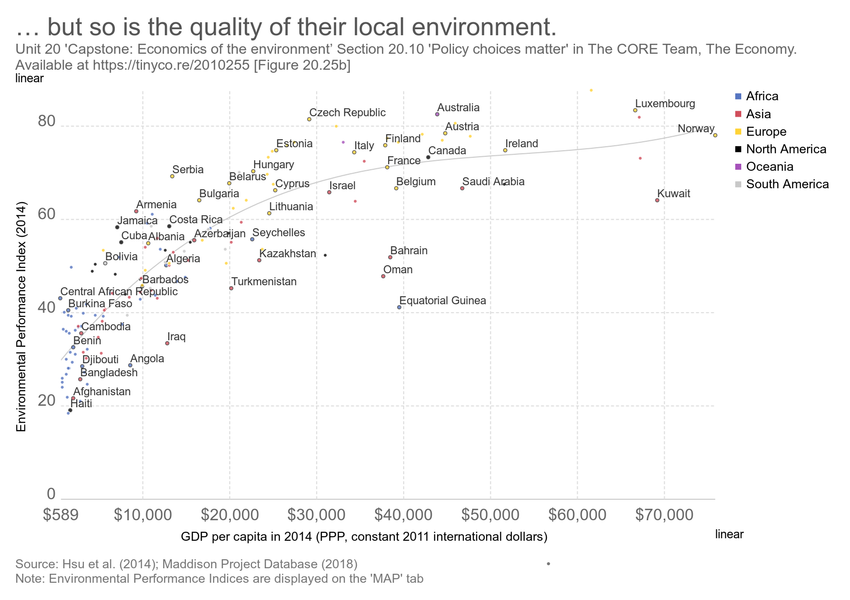 … but so is the quality of their local environment.
Unit 20 'Capstone: Economics of the environment' Section 20.10 'Policy choices matter' in The CORE Team, The Economy.
Available at https://tinyco.re/2010255 [Figure 20.25b]
linear
Africa
Asia
Europe
North America
Oceania
South America
Environmental Performance Index (2014)
80
60
40
20
0
Luxembourg
Australia
Czech Republic
Norway
Austria
Finland
Ireland
Estonia
Italy
Canada
France
Hungary
Serbia
Belarus
Cyprus
Belgium
Saudi Arabia
Israel
Bulgaria
Kuwait
Lithuania
Armenia
Jamaica
Costa Rica
Cuba
Albania
Azerbaijan
Seychelles
Bolivia
Algeria
Kazakhstan
Bahrain
Barbados
Turkmenistan
Oman
Central African Republic
Burkina Faso
Equatorial Guinea
Cambodia
Benin
Iraq
Djibouti
Angola
Bangladesh
Afghanistan
Haiti
$589
$10,000
$20,000
$30,000
$40,000
$50,000
$60,000
$70,000
GDP per capita in 2014 (PPP, constant 2011 international dollars)
linear
Source: Hsu et al. (2014); Maddison Project Database (2018)
Note: Environmental Performance Indices are displayed on the 'MAP' tab